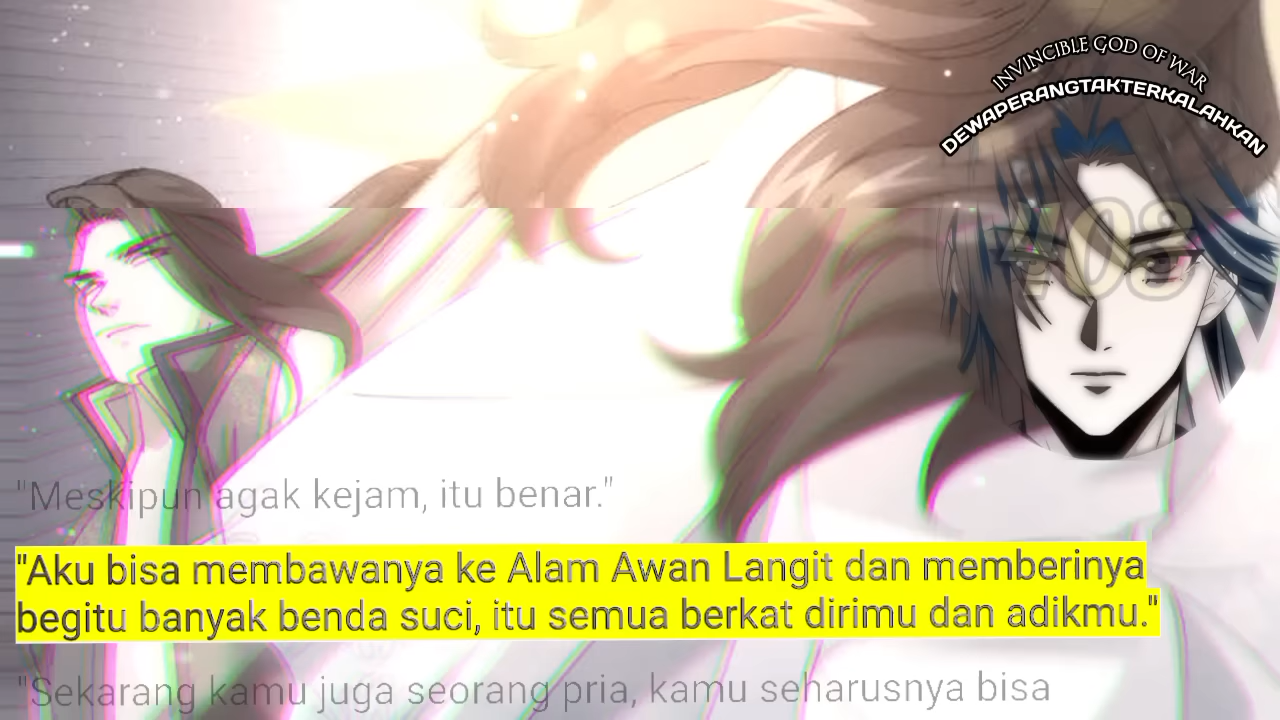 INVINCIBLE GOD OF WAR
DEWAPERANGTAKTERKALAHKAN
408
"Meskipun agak kejam, itu benar."
"Aku bisa membawanya ke Alam Awan Langit dan memberinya
begitu banyak benda suci, itu semua berkat dirimu dan adikmu."
"Sekarang kamu juga seorang pria, kamu seharusnya bisa